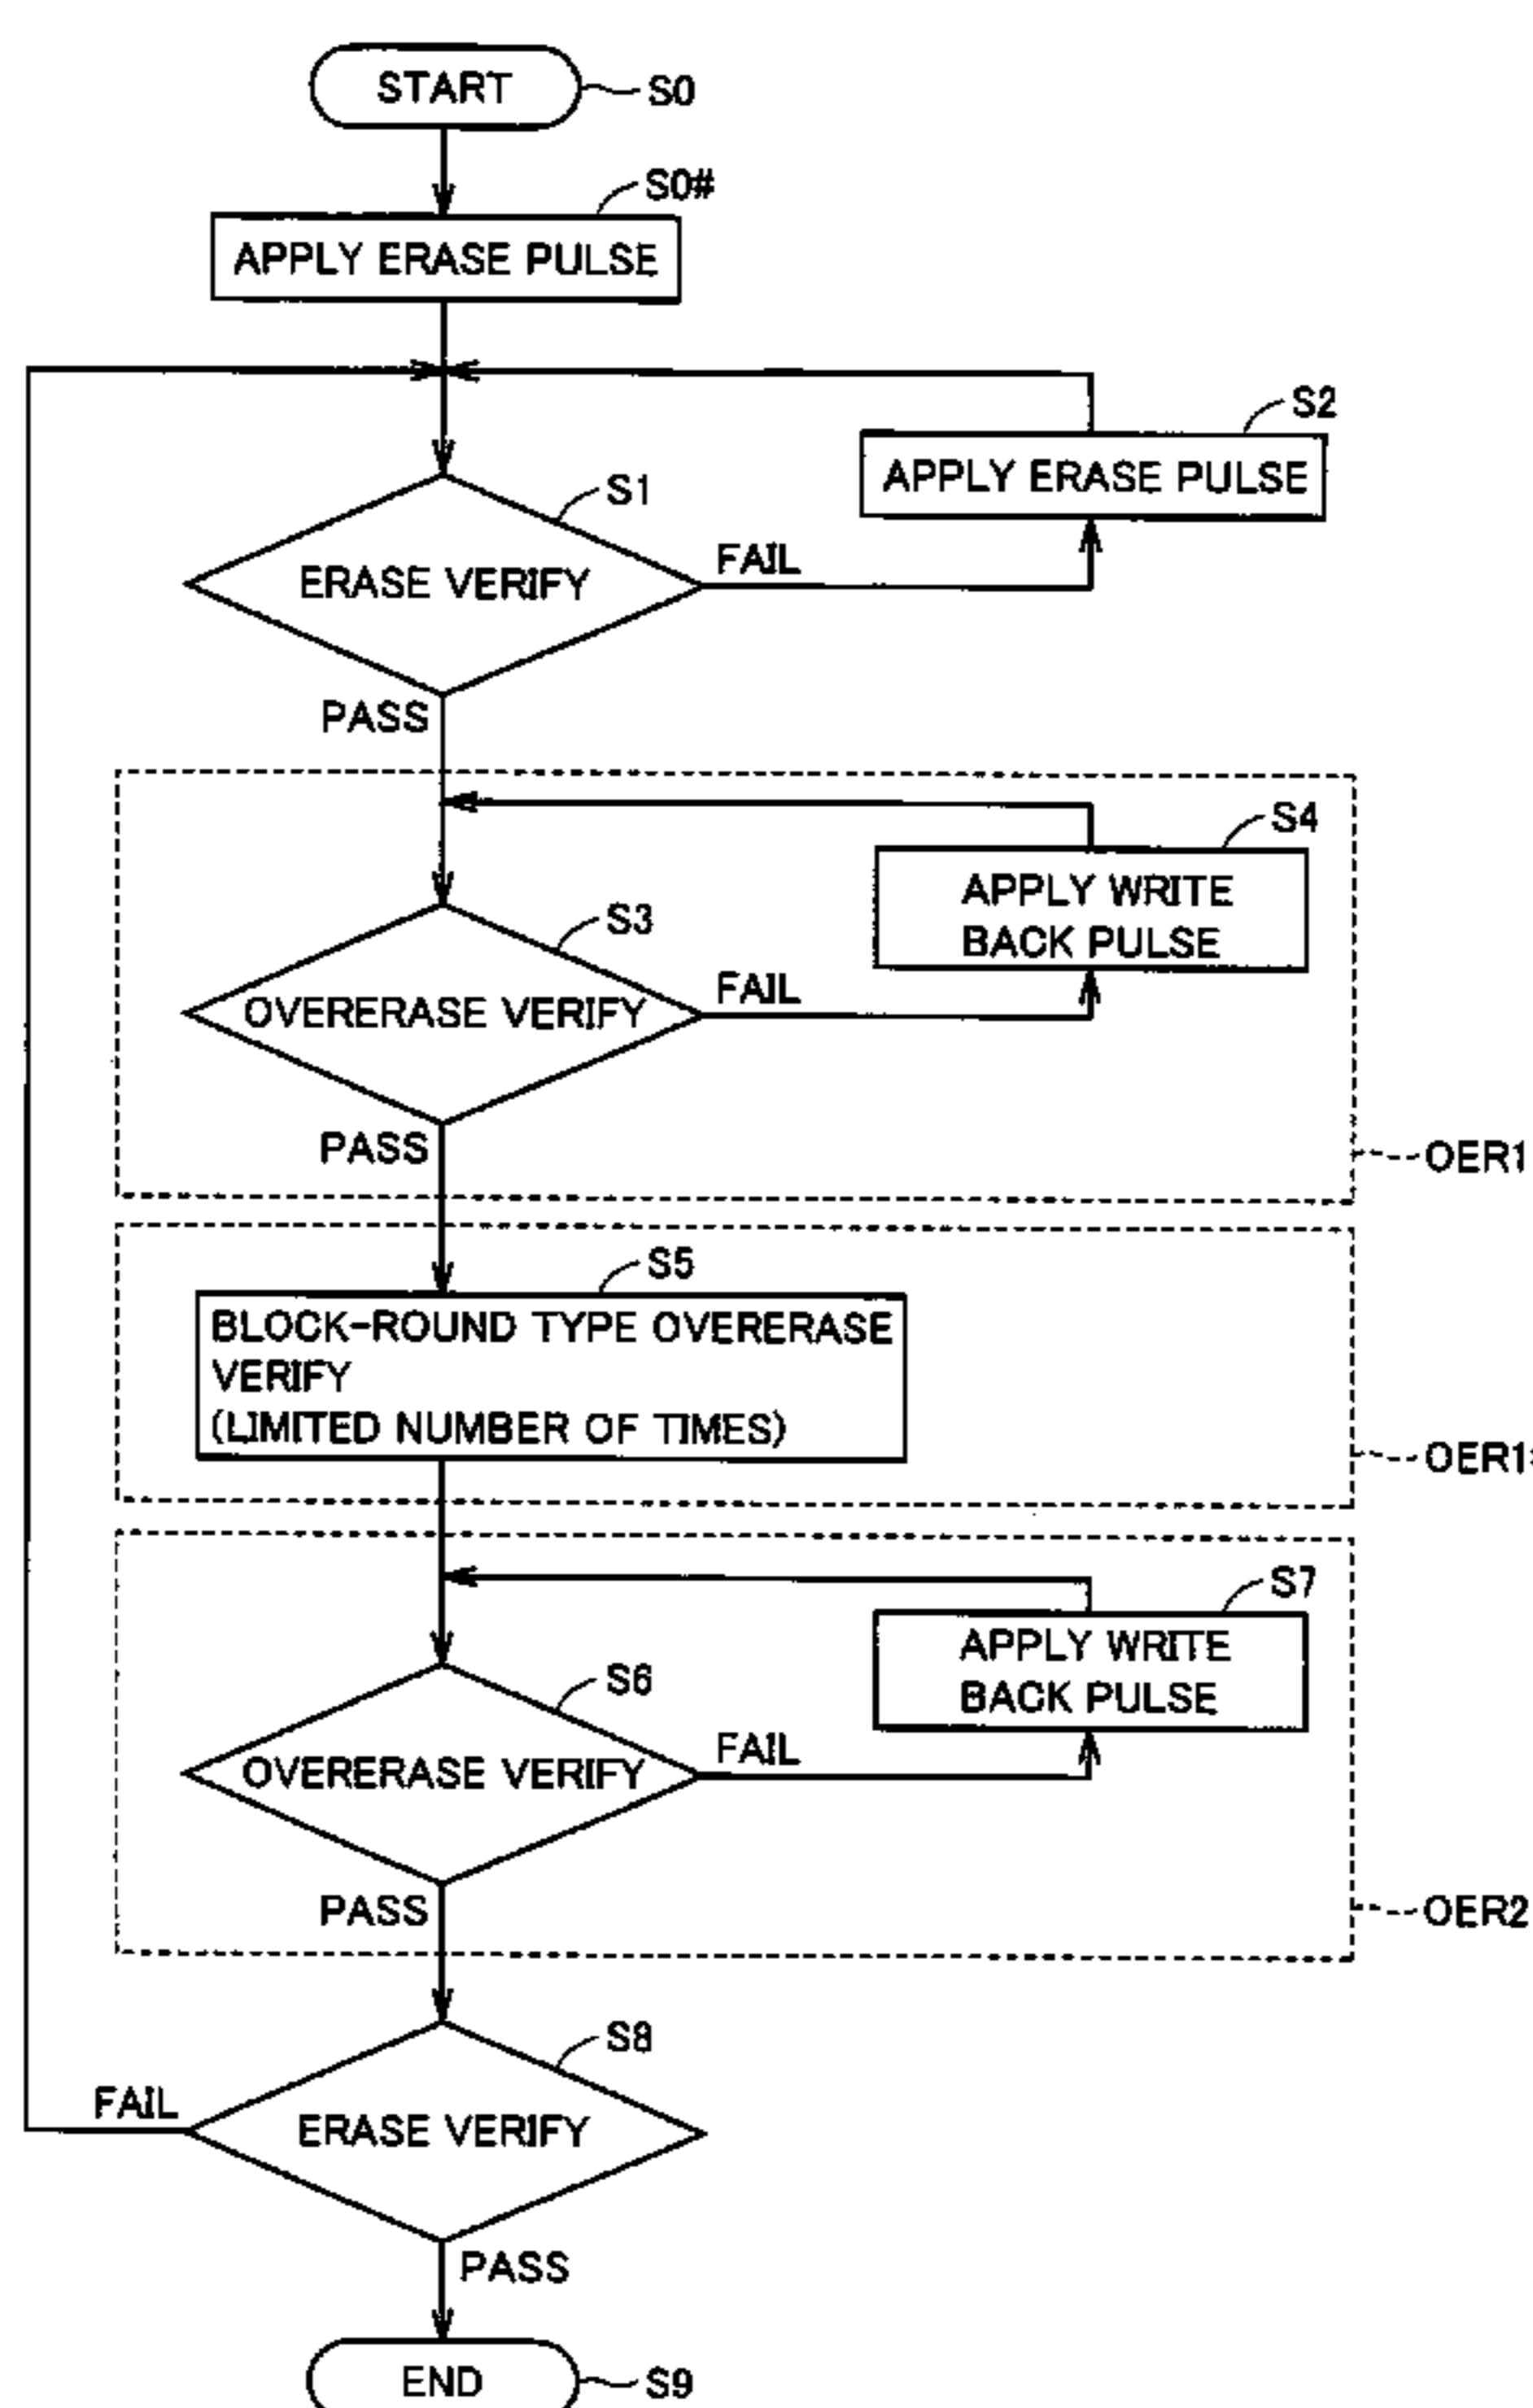 START
S0
S0#
APPLY ERASE PULSE
S2
APPLY ERASE PULSE
S1
ERASE VERIFY
FAIL
PASS
S4
APPLY WRITE
BACK PULSE
S3
OVERERASE VERIFY
FAIL
PASS
OER1
S5
BLOCK-ROUND TYPE OVERERASE
VERIFY
(LIMITED NUMBER OF TIMES)
OER1
S7
APPLY WRITE
BACK PULSE
S6
OVERERASE VERIFY
FAIL
PASS
OER2
S8
FAIL
ERASE VERIFY
PASS
END
S9